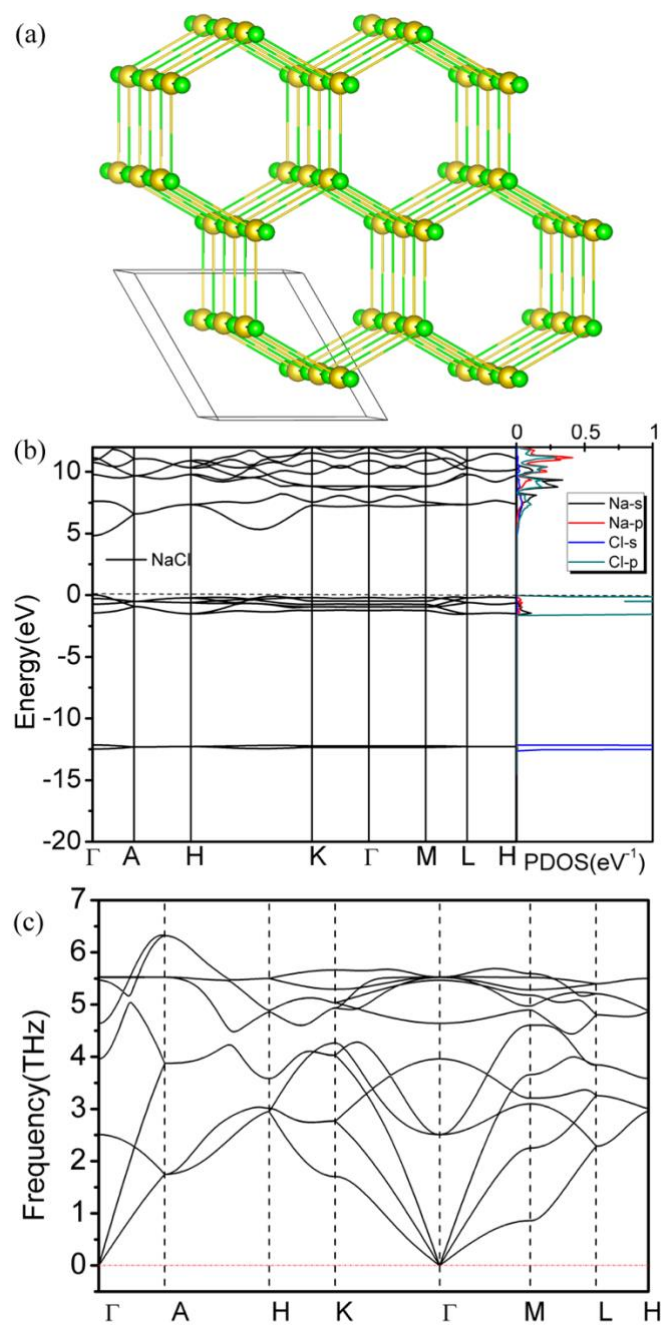 (a)
(b)
0 0.5 1
10
5
0
-5
-10
-15
-20
Energy(eV)
NaCl
Na-s
Na-p
Cl-s
Cl-p
Γ A H K Γ M L H
PDOS(eV⁻¹)
(c)
7
6
5
4
3
2
1
0
Frequency(THz)
Γ A H K Γ M L H